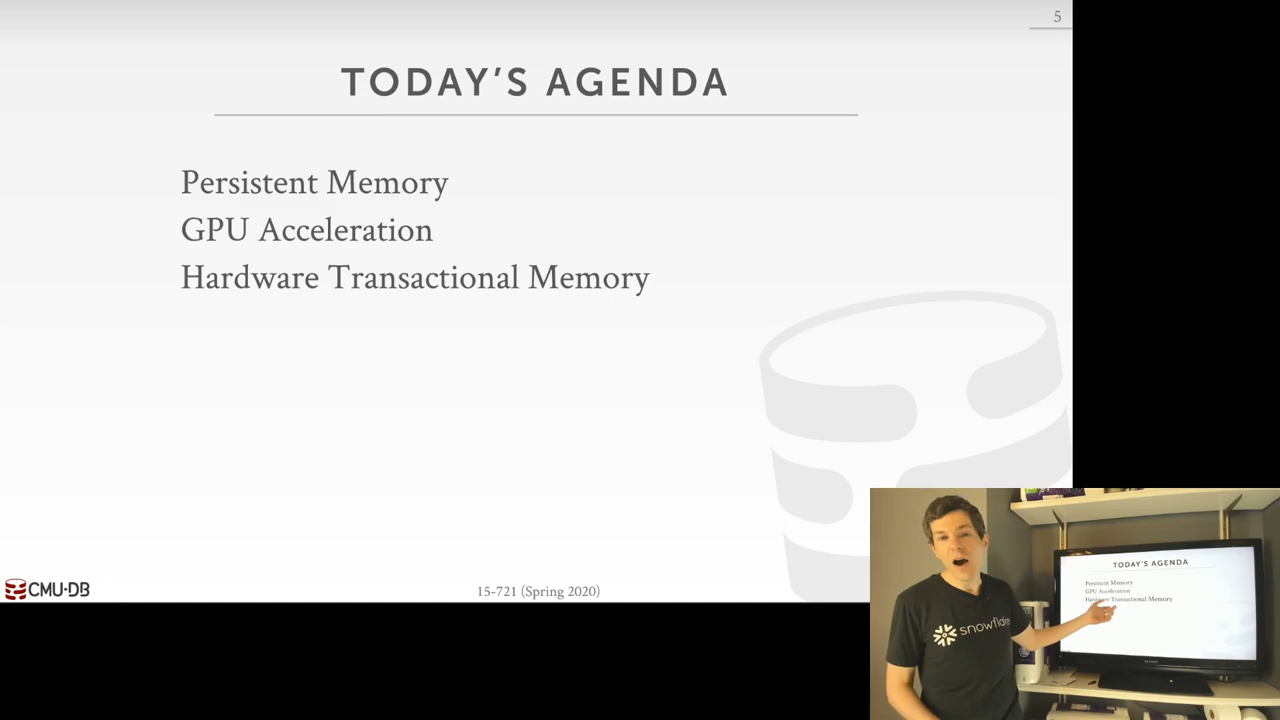 5
TODAY'S AGENDA
Persistent Memory
GPU Acceleration
Hardware Transactional Memory
CMU·DB
15-721 (Spring 2020)
snowflake
TODAY'S AGENDA
Persistent Memory
GPU Acceleration
Hardware Transactional Memory